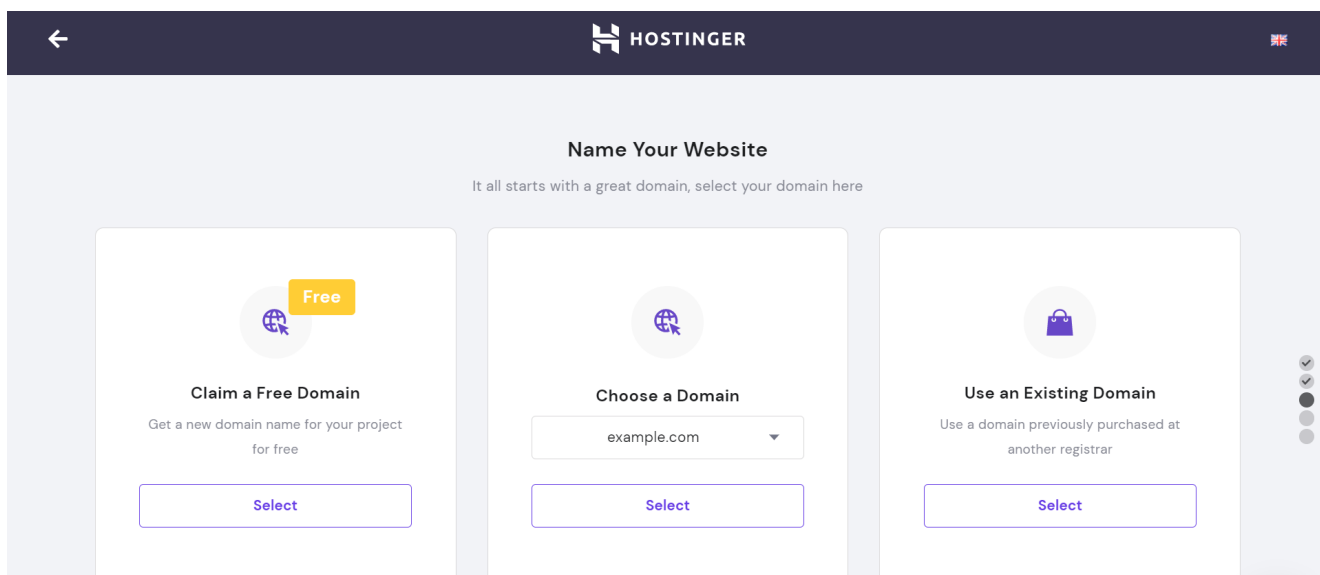 HOSTINGER
Name Your Website
It all starts with a great domain, select your domain here
Free
Claim a Free Domain
Get a new domain name for your project
for free
Select
Choose a Domain
example.com
Select
Use an Existing Domain
Use a domain previously purchased at
another registrar
Select